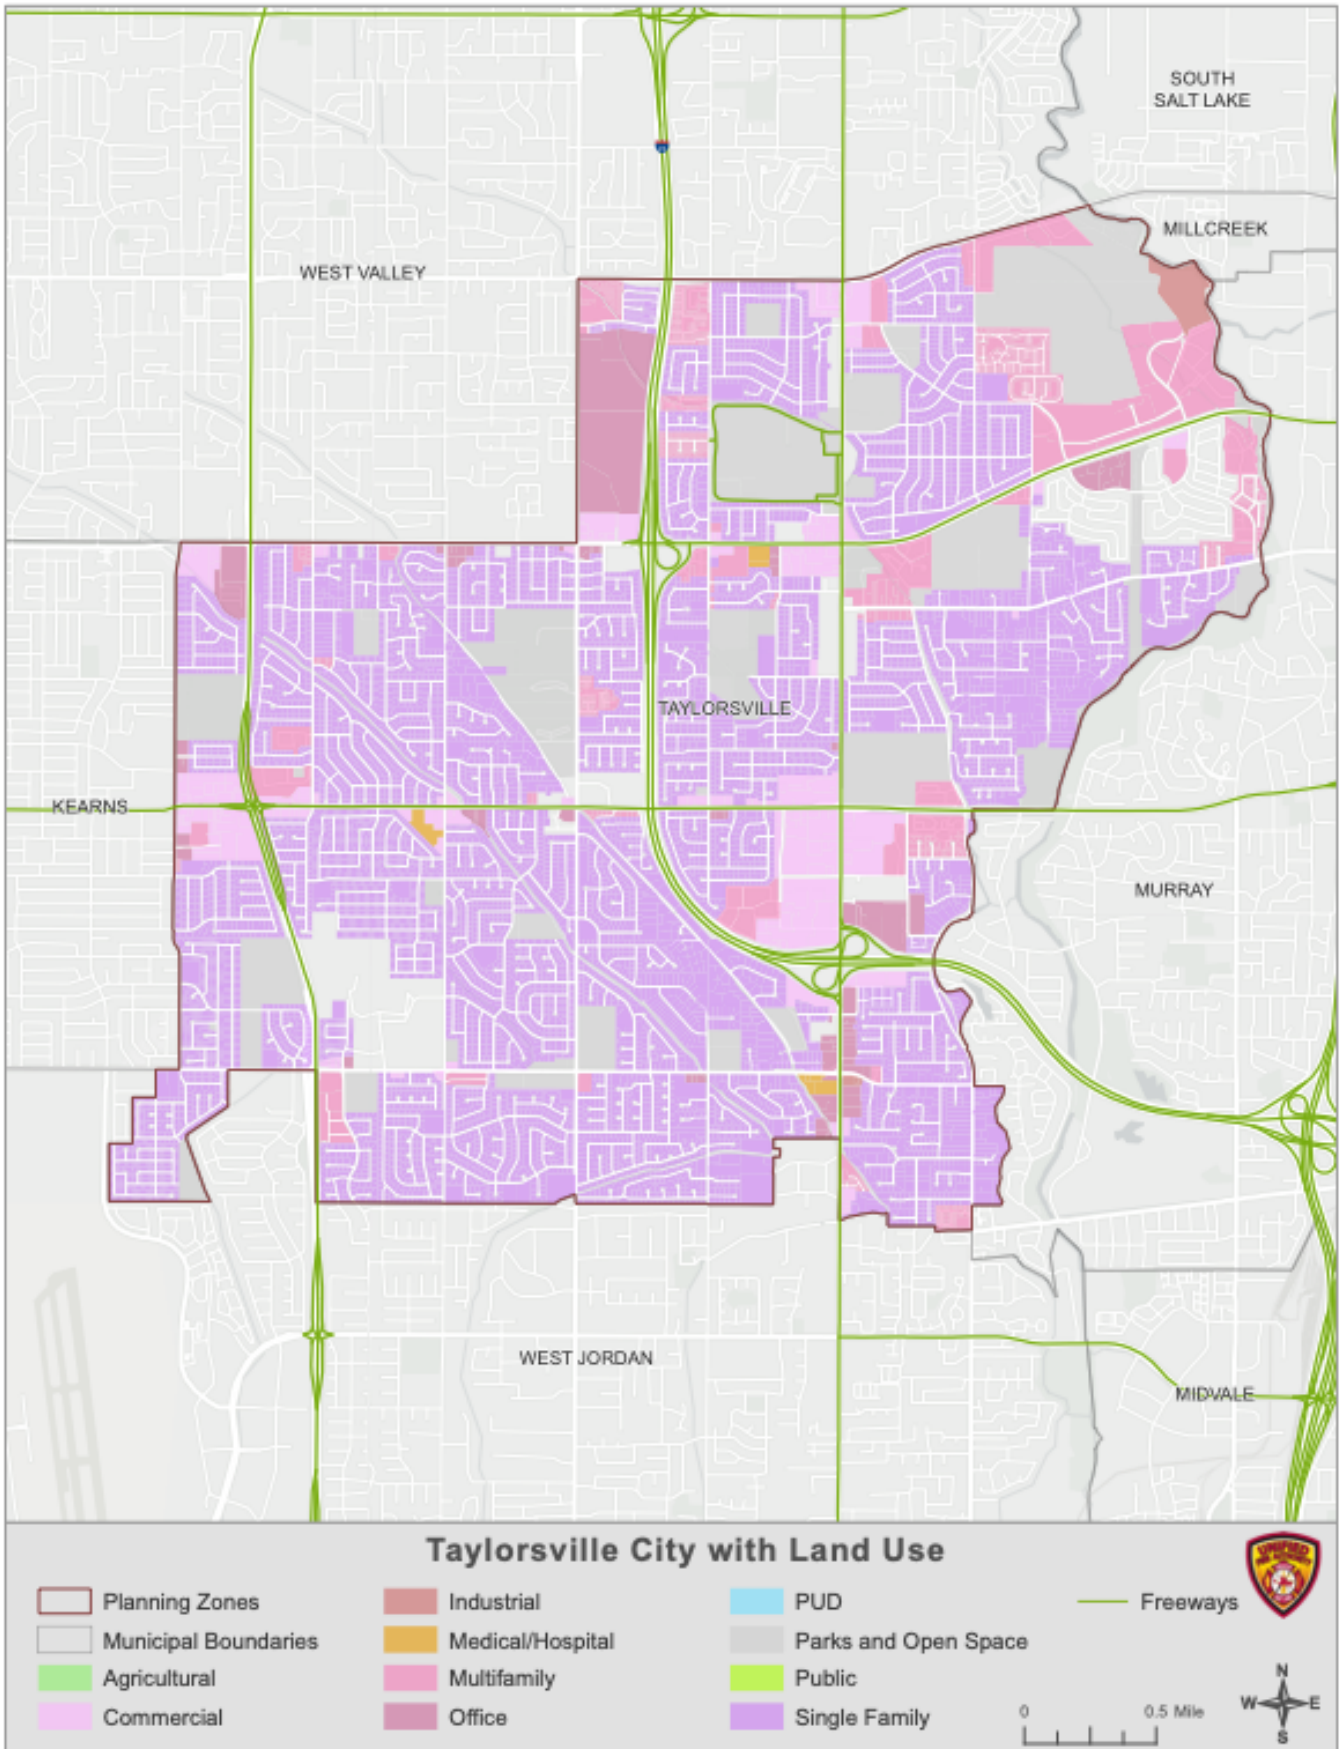 SOUTH
SALT LAKE
MILLCREEK
WEST VALLEY
TAYLORSVILLE
KEARNS
MURRAY
WEST JORDAN
MIDVALE
Taylorsville City with Land Use
UNIFIED
Planning Zones
Industrial
PUD
Freeways
Municipal Boundaries
Medical/Hospital
Parks and Open Space
Agricultural
Multifamily
Public
Commercial
Office
Single Family
0 0.5 Mile
N
W E
S